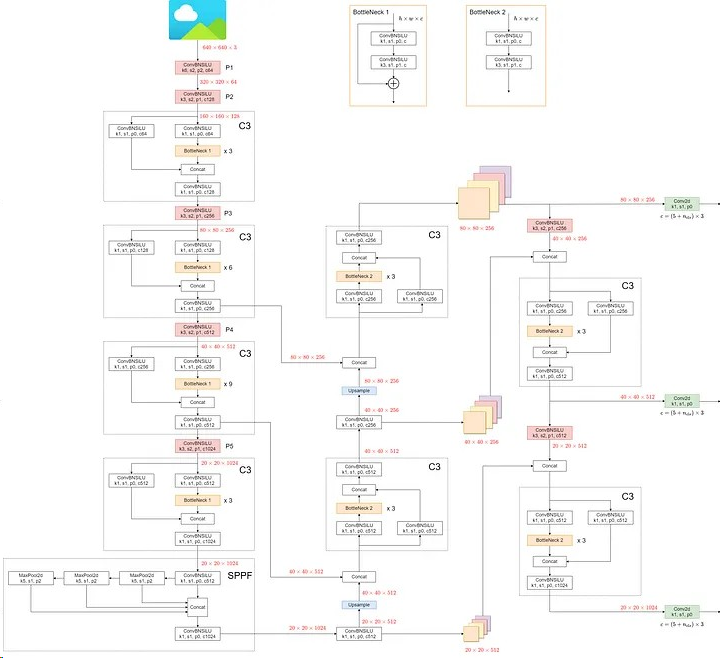 640 × 640 × 3
ConvBNSiLU
k6, s2, p2, c64
P1
320 × 320 × 64
ConvBNSiLU
k3, s2, p1, c128
P2
160 × 160 × 128
C3
ConvBNSiLU
k1, s1, p0, c64
ConvBNSiLU
k1, s1, p0, c64
BottleNeck 1
x 3
Concat
ConvBNSiLU
k1, s1, p0, c128
ConvBNSiLU
k3, s2, p1, c256
P3
80 × 80 × 256
C3
ConvBNSiLU
k1, s1, p0, c128
ConvBNSiLU
k1, s1, p0, c128
BottleNeck 1
x 6
Concat
ConvBNSiLU
k1, s1, p0, c256
ConvBNSiLU
k3, s2, p1, c512
P4
40 × 40 × 512
C3
ConvBNSiLU
k1, s1, p0, c256
ConvBNSiLU
k1, s1, p0, c256
BottleNeck 1
x 9
Concat
ConvBNSiLU
k1, s1, p0, c512
ConvBNSiLU
k3, s2, p1, c1024
P5
20 × 20 × 1024
C3
ConvBNSiLU
k1, s1, p0, c512
ConvBNSiLU
k1, s1, p0, c512
BottleNeck 1
x 3
Concat
ConvBNSiLU
k1, s1, p0, c1024
20 × 20 × 1024
SPPF
MaxPool2d
k5, s1, p2
MaxPool2d
k5, s1, p2
MaxPool2d
k5, s1, p2
ConvBNSiLU
k1, s1, p0, c512
Concat
ConvBNSiLU
k1, s1, p0, c1024
20 × 20 × 1024
BottleNeck 1
h × w × c
ConvBNSiLU
k1, s1, p0, c
ConvBNSiLU
k3, s1, p1, c
BottleNeck 2
h × w × c
ConvBNSiLU
k1, s1, p0, c
ConvBNSiLU
k3, s1, p1, c
80 × 80 × 256
C3
ConvBNSiLU
k1, s1, p0, c256
Concat
BottleNeck 2
x 3
ConvBNSiLU
k1, s1, p0, c256
ConvBNSiLU
k1, s1, p0, c256
80 × 80 × 256
Concat
80 × 80 × 256
Upsample
40 × 40 × 256
ConvBNSiLU
k1, s1, p0, c256
40 × 40 × 256
40 × 40 × 512
C3
ConvBNSiLU
k1, s1, p0, c512
Concat
BottleNeck 2
x 3
ConvBNSiLU
k1, s1, p0, c512
ConvBNSiLU
k1, s1, p0, c512
40 × 40 × 512
Concat
40 × 40 × 512
Upsample
20 × 20 × 512
ConvBNSiLU
k1, s1, p0, c512
20 × 20 × 512
80 × 80 × 256
Conv2d
k1, s1, p0
c = (5 + n_cls) × 3
ConvBNSiLU
k3, s2, p1, c256
40 × 40 × 256
Concat
C3
ConvBNSiLU
k1, s1, p0, c256
ConvBNSiLU
k1, s1, p0, c256
BottleNeck 2
x 3
Concat
ConvBNSiLU
k1, s1, p0, c512
40 × 40 × 512
Conv2d
k1, s1, p0
c = (5 + n_cls) × 3
ConvBNSiLU
k3, s2, p1, c512
20 × 20 × 512
Concat
C3
ConvBNSiLU
k1, s1, p0, c512
ConvBNSiLU
k1, s1, p0, c512
BottleNeck 2
x 3
Concat
ConvBNSiLU
k1, s1, p0, c1024
20 × 20 × 1024
Conv2d
k1, s1, p0
c = (5 + n_cls) × 3